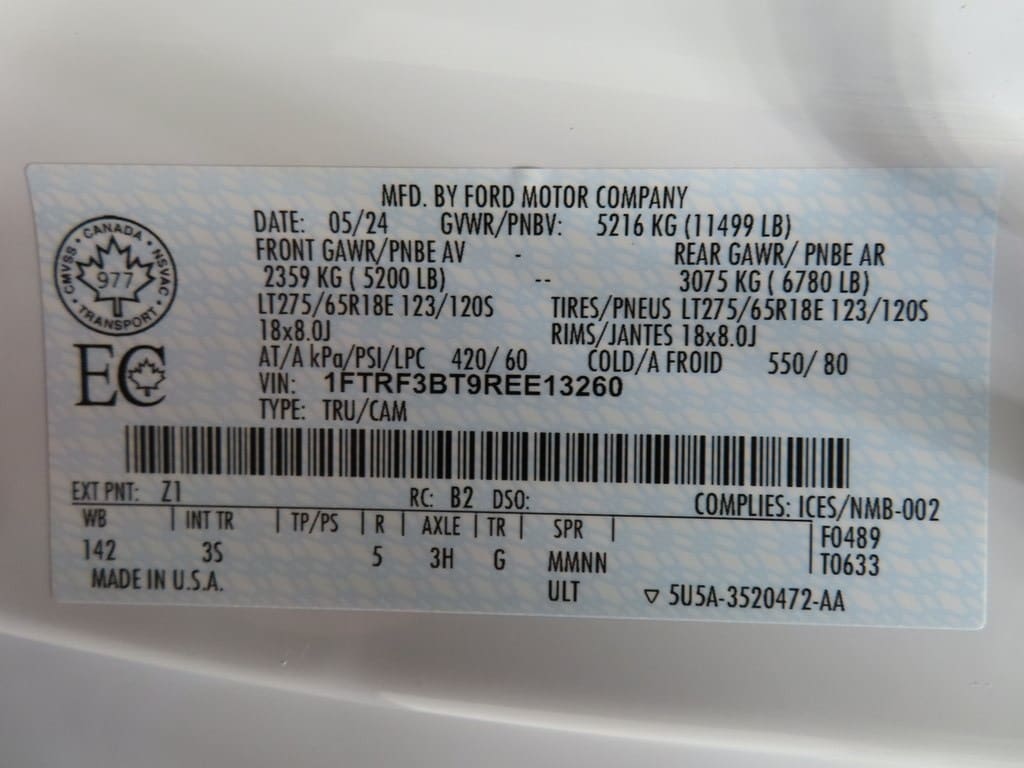 MFD. BY FORD MOTOR COMPANY
DATE: 05/24 GVWR/PNBV: 5216 KG (11499 LB)
FRONT GAWR/PNBE AV - REAR GAWR/ PNBE AR
2359 KG ( 5200 LB) -- 3075 KG ( 6780 LB)
LT275/65R18E 123/120S TIRES/PNEUS LT275/65R18E 123/120S
18x8.0J RIMS/JANTES 18x8.0J
AT/A kPa/PSI/LPC 420/ 60 COLD/A FROID 550/ 80
VIN: 1FTRF3BT9REE13260
TYPE: TRU/CAM
CANADA
CMVSS 977 NSVAC
TRANSPORT
EC
EXT PNT: Z1 RC: B2 DSO: COMPLIES: ICES/NMB-002
WB | INT TR | TP/PS | R | AXLE | TR | SPR | F0489
142 3S 5 3H G MMNN T0633
MADE IN U.S.A. ULT ▽ 5U5A-3520472-AA